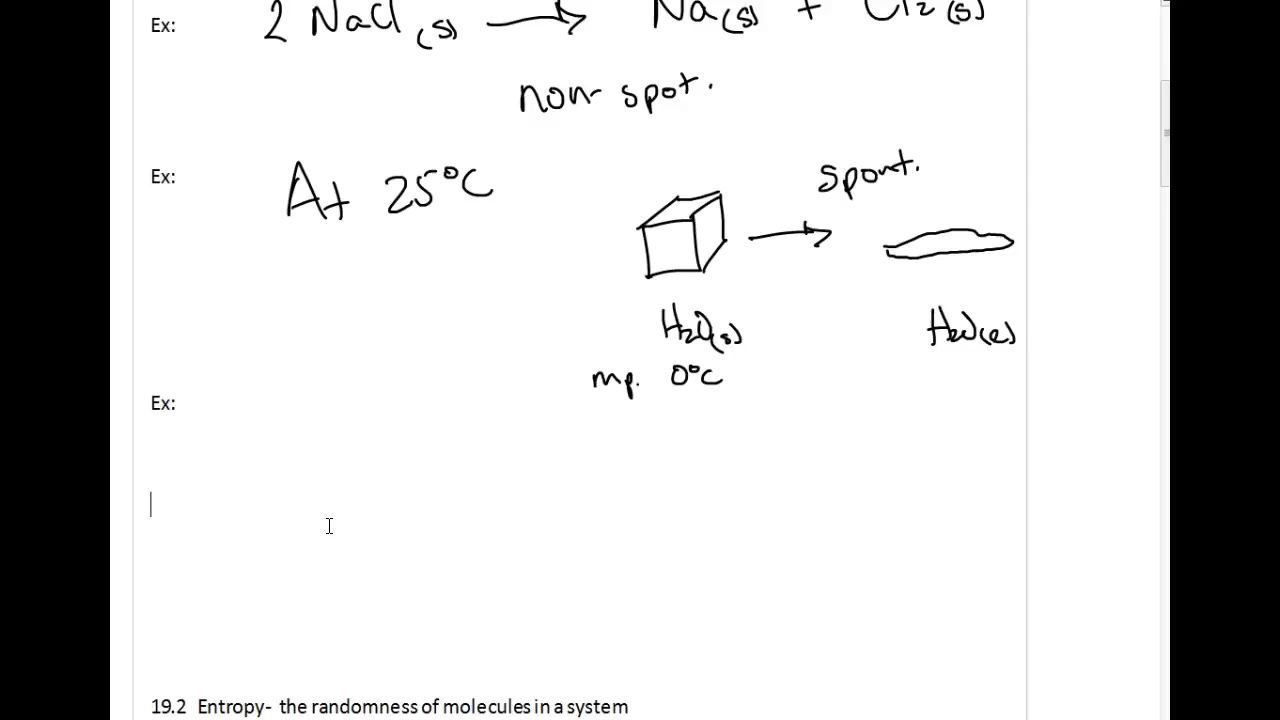 Ex: 2 NaCl (s) → Na(s) + Cl2 (s)
non- spot.
Ex: At 25°C
spont.
→
H2O(s) H2O(l)
mp. 0°C
Ex:
19.2 Entropy- the randomness of molecules in a system